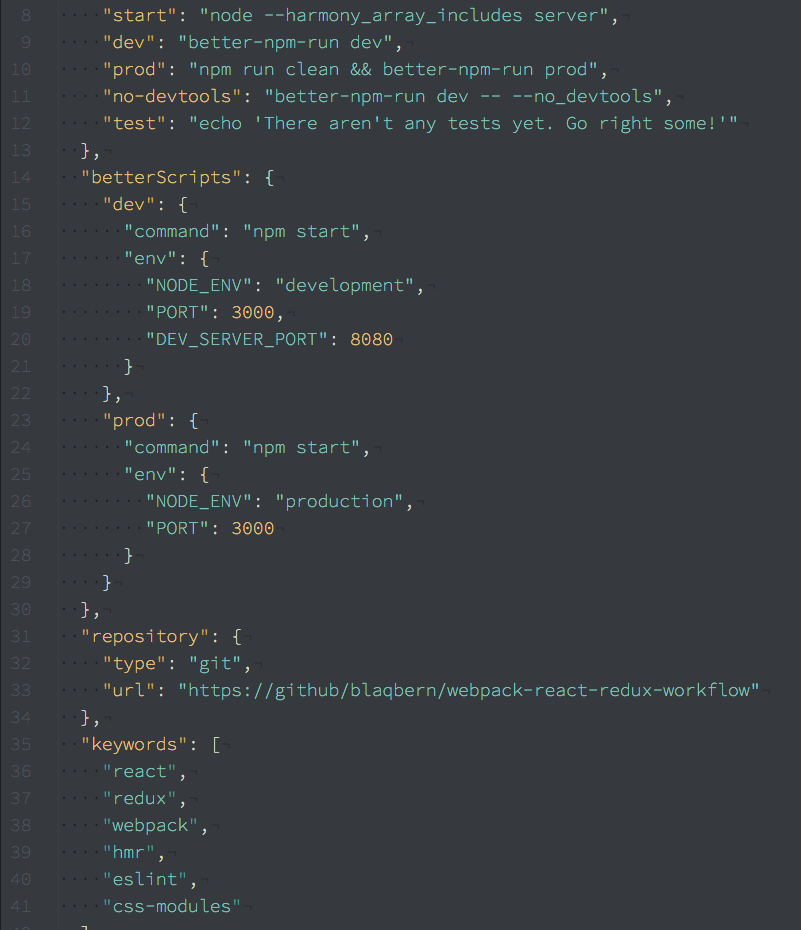 8     "start": "node --harmony_array_includes server",
9     "dev": "better-npm-run dev",
10     "prod": "npm run clean && better-npm-run prod",
11     "no-devtools": "better-npm-run dev -- --no_devtools",
12     "test": "echo 'There aren't any tests yet. Go right some!'"
13   },
14   "betterScripts": {
15     "dev": {
16       "command": "npm start",
17       "env": {
18         "NODE_ENV": "development",
19         "PORT": 3000,
20         "DEV_SERVER_PORT": 8080
21       }
22     },
23     "prod": {
24       "command": "npm start",
25       "env": {
26         "NODE_ENV": "production",
27         "PORT": 3000
28       }
29     }
30   },
31   "repository": {
32     "type": "git",
33     "url": "https://github/blaqbern/webpack-react-redux-workflow"
34   },
35   "keywords": [
36     "react",
37     "redux",
38     "webpack",
39     "hmr",
40     "eslint",
41     "css-modules"